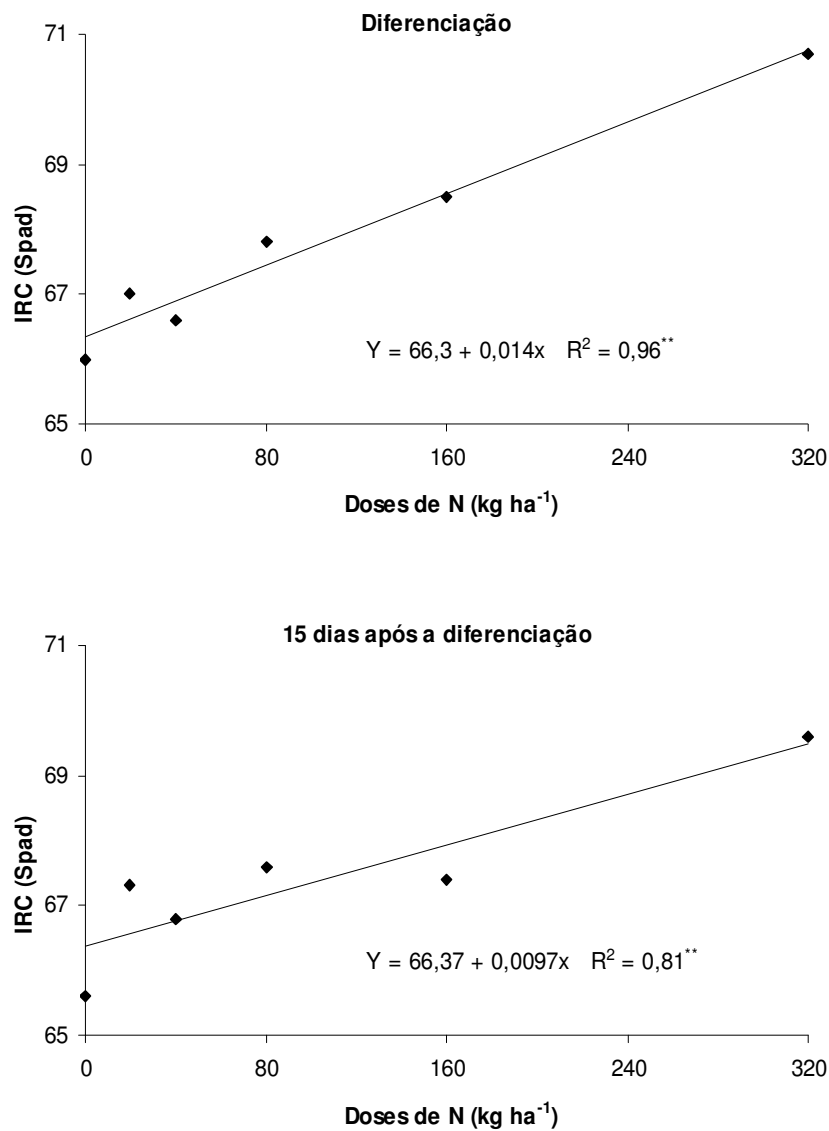 Diferenciação
71
69
67
65
IRC (Spad)
Y = 66,3 + 0,014x R² = 0,96**
0 80 160 240 320
Doses de N (kg ha⁻¹)
15 dias após a diferenciação
71
69
67
65
IRC (Spad)
Y = 66,37 + 0,0097x R² = 0,81**
0 80 160 240 320
Doses de N (kg ha⁻¹)